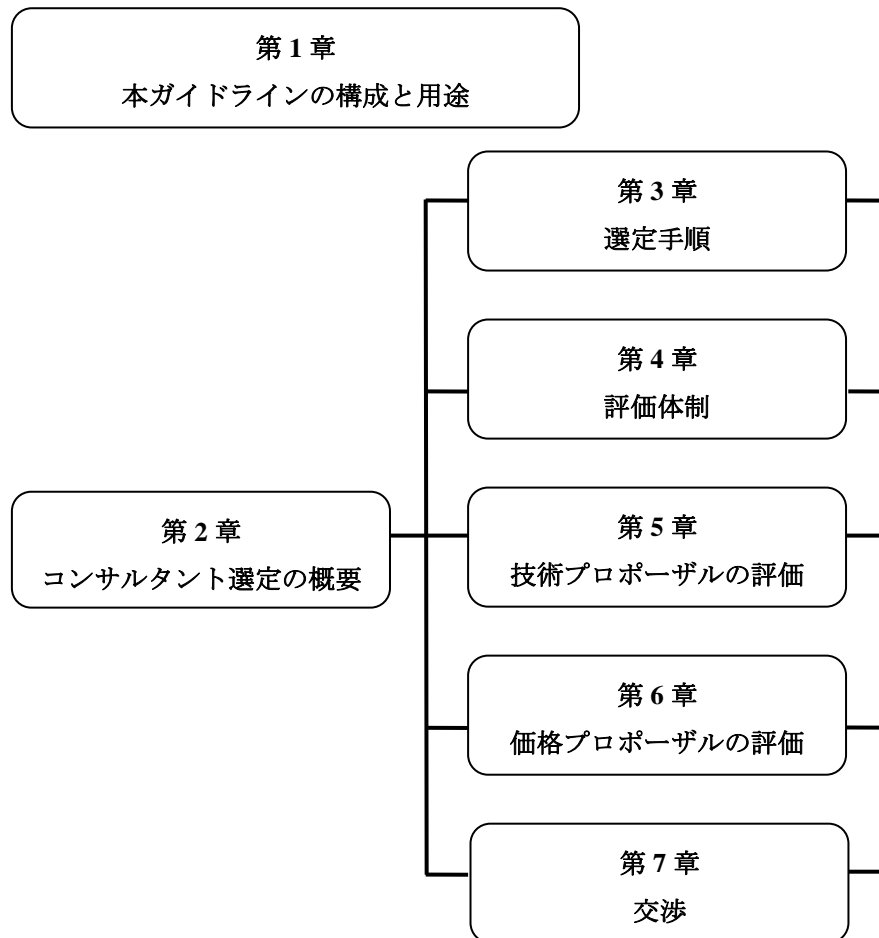 第 1 章
本ガイドラインの構成と用途
第 2 章
コンサルタント選定の概要
第 3 章
選定手順
第 4 章
評価体制
第 5 章
技術プロポーザルの評価
第 6 章
価格プロポーザルの評価
第 7 章
交渉